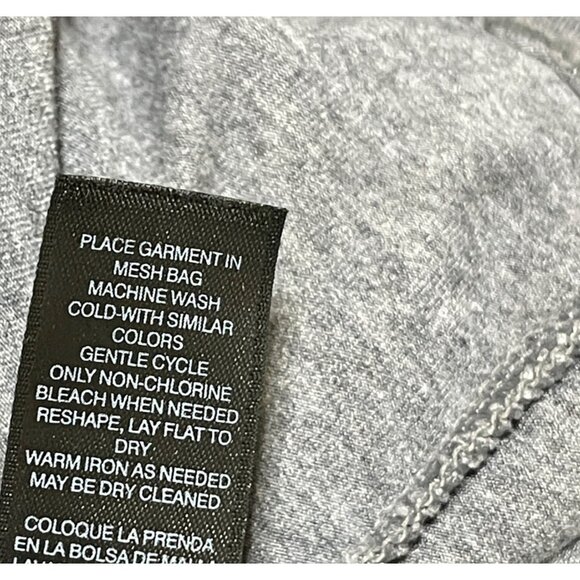 PLACE GARMENT IN
MESH BAG
MACHINE WASH
COLD-WITH SIMILAR
COLORS
GENTLE CYCLE
ONLY NON-CHLORINE
BLEACH WHEN NEEDED
RESHAPE, LAY FLAT TO
DRY
WARM IRON AS NEEDED
MAY BE DRY CLEANED
COLOQUE LA PRENDA
EN LA BOLSA DE MALLA